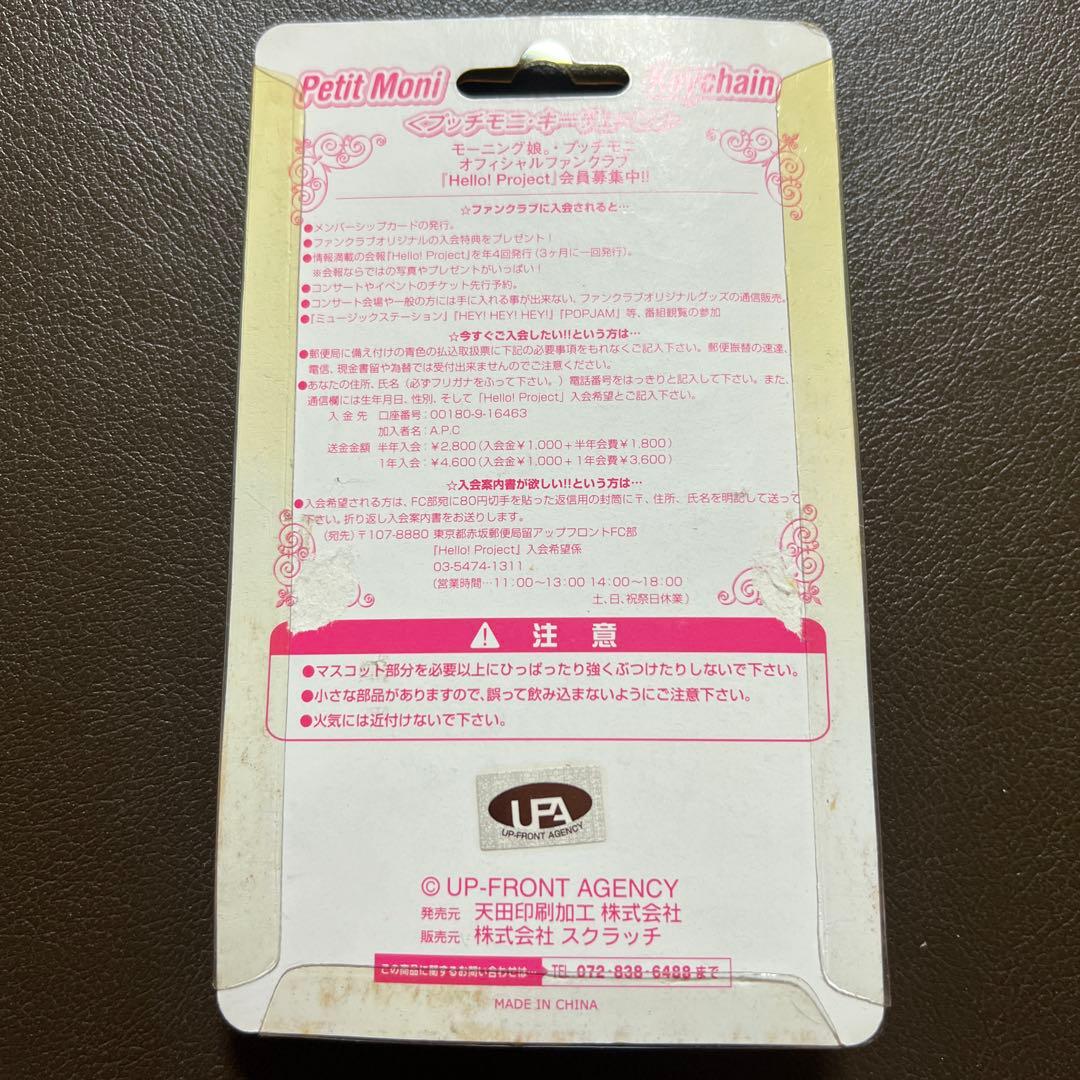 Petit Moni Keychain
<プッチモニ・キーチェーン>
モーニング娘。・プッチモニ
オフィシャルファンクラブ
『Hello! Project』会員募集中!!
☆ファンクラブに入会されると…
●メンバーシップカードの発行。
●ファンクラブオリジナルの入会特典をプレゼント!
●情報満載の会報『Hello! Project』を年4回発行(3ヶ月に一回発行)。
※会報ならではの写真やプレゼントがいっぱい!
●コンサートやイベントのチケット先行予約。
●コンサート会場や一般の方には手に入れる事が出来ない、ファンクラブオリジナルグッズの通信販売。
●『ミュージックステーション』『HEY! HEY! HEY!』『POPJAM』等、番組観覧の参加
☆今すぐご入会したい!!という方は…
●郵便局に備え付けの青色の払込取扱票に下記の必要事項をもれなくご記入下さい。郵便振替の速達、
電信、現金書留や為替では受付出来ませんのでご注意ください。
●あなたの住所、氏名(必ずフリガナをふって下さい。)電話番号をはっきりと記入して下さい。また、
通信欄には生年月日、性別、そして「Hello! Project」入会希望とご記入下さい。
入金先 口座番号:00180-9-16463
加入者名:A.P.C
送金金額 半年入会:¥2,800(入会金¥1,000+半年会費¥1,800)
1年入会:¥4,600(入会金¥1,000+1年会費¥3,600)
☆入会案内書が欲しい!!という方は…
●入会希望される方は、FC部宛に80円切手を貼った返信用の封筒に〒、住所、氏名を明記して送って
下さい。折り返し入会案内書をお送りします。
(宛先)〒107-8880 東京都赤坂郵便局留アップフロントFC部
『Hello! Project』入会希望係
03-5474-1311
(営業時間…11:00〜13:00 14:00〜18:00
土、日、祝祭日休業)
注意
●マスコット部分を必要以上にひっぱったり強くぶつけたりしないで下さい。
●小さな部品がありますので、誤って飲み込まないようにご注意下さい。
●火気には近付けないで下さい。
UFA
UP-FRONT AGENCY
© UP-FRONT AGENCY
発売元 天田印刷加工 株式会社
販売元 株式会社 スクラッチ
この商品に関するお問い合わせは… TEL 072-838-6488まで
MADE IN CHINA